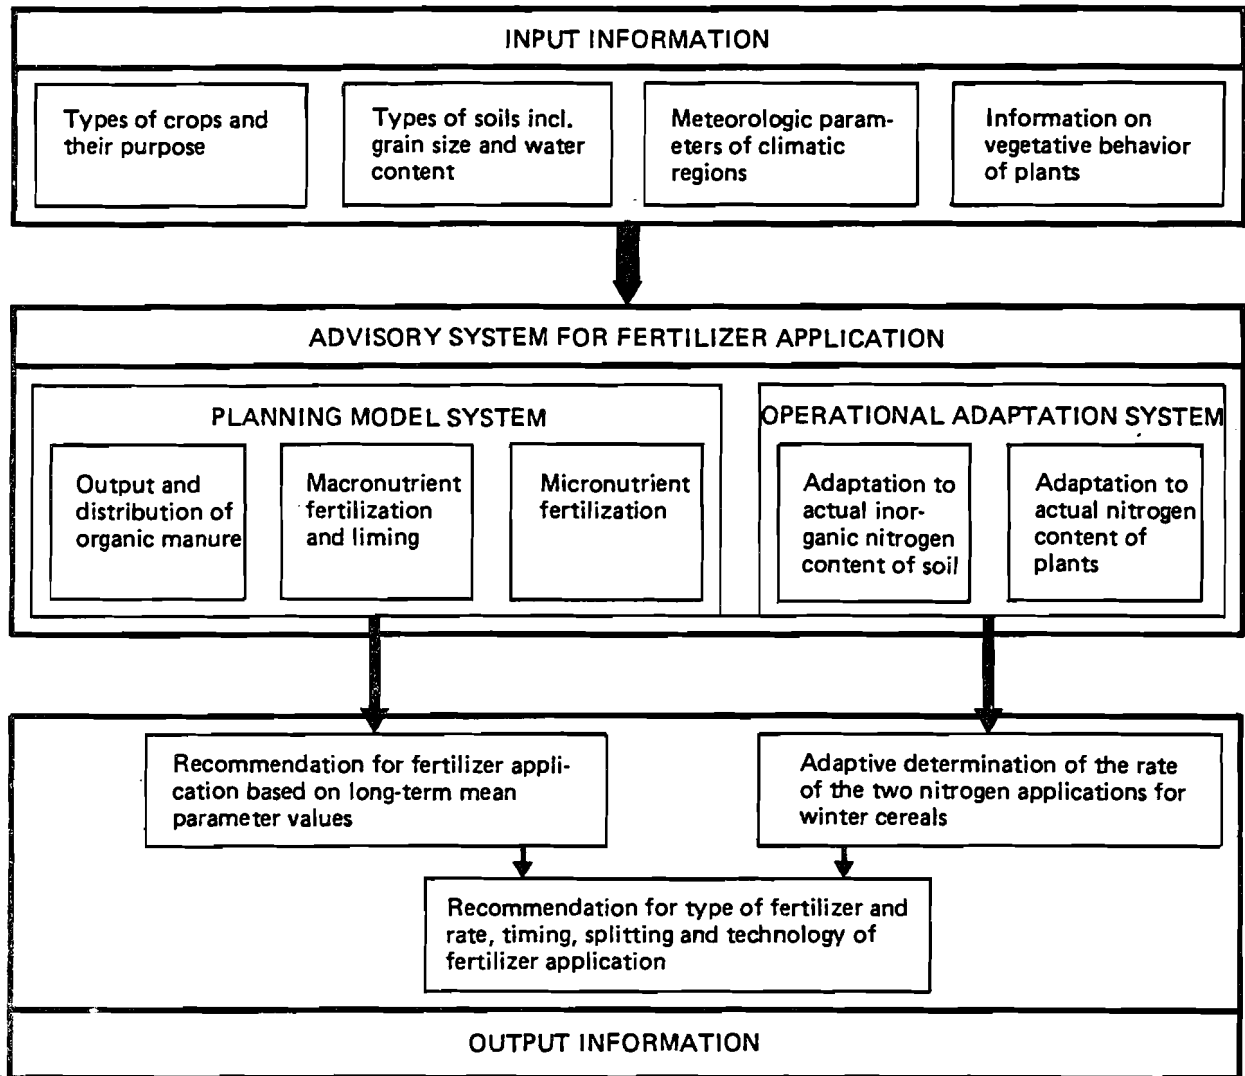 INPUT INFORMATION
Types of crops and
their purpose
Types of soils incl.
grain size and water
content
Meteorologic param-
eters of climatic
regions
Information on
vegetative behavior
of plants
ADVISORY SYSTEM FOR FERTILIZER APPLICATION
PLANNING MODEL SYSTEM
Output and
distribution of
organic manure
Macronutrient
fertilization
and liming
Micronutrient
fertilization
OPERATIONAL ADAPTATION SYSTEM
Adaptation to
actual inor-
ganic nitrogen
content of soil
Adaptation to
actual nitrogen
content of
plants
Recommendation for fertilizer appli-
cation based on long-term mean
parameter values
Adaptive determination of the rate
of the two nitrogen applications for
winter cereals
Recommendation for type of fertilizer and
rate, timing, splitting and technology of
fertilizer application
OUTPUT INFORMATION